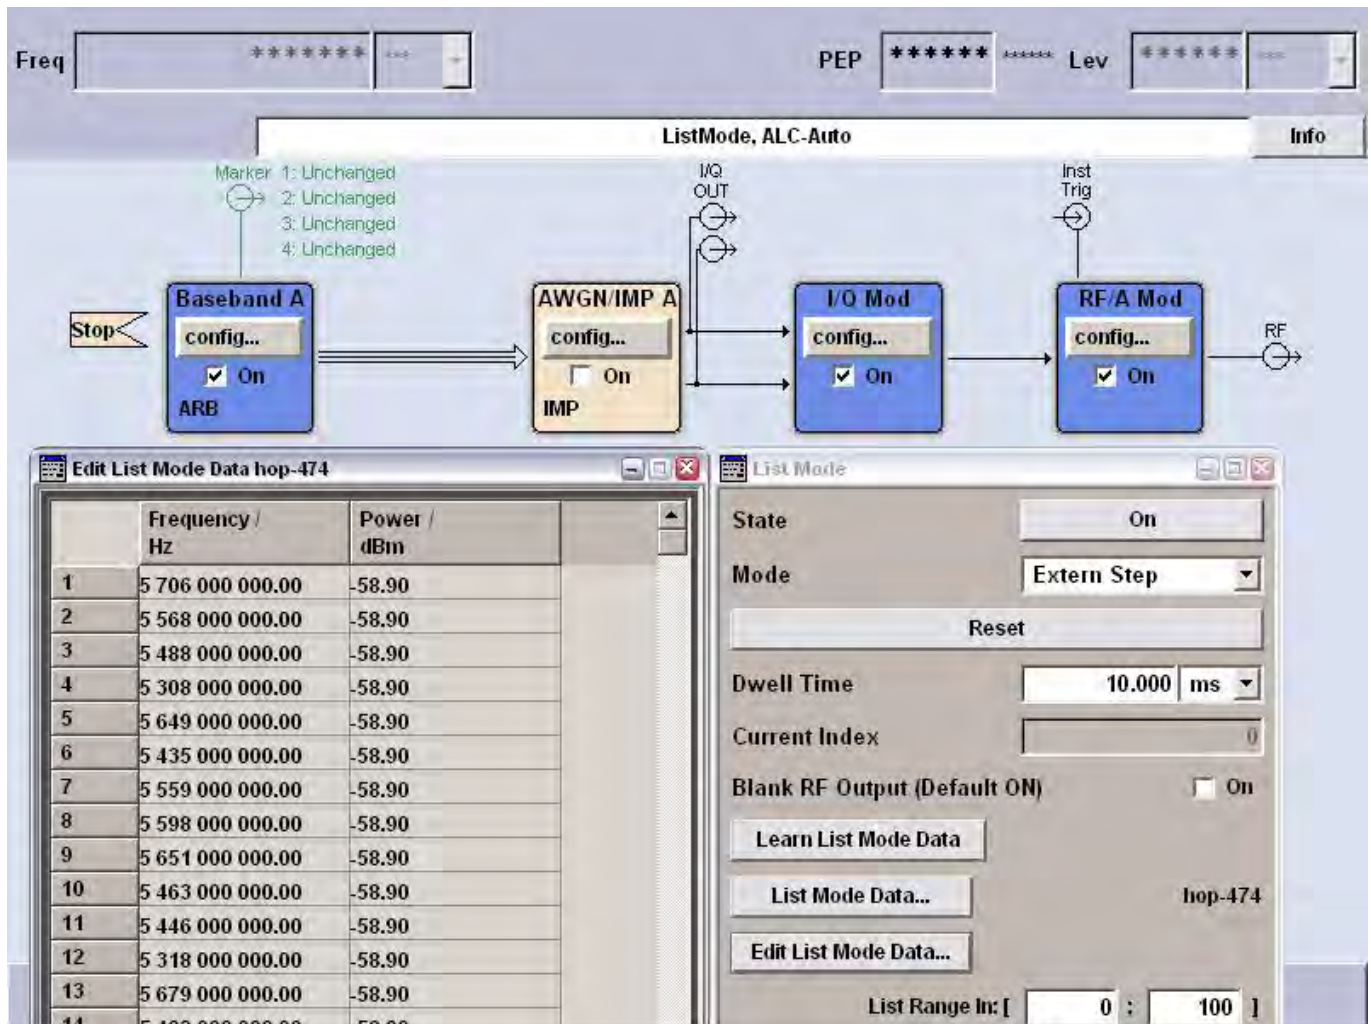 Freq ******* --- PEP ****** ****** Lev ****** ---
ListMode, ALC-Auto Info
Marker 1: Unchanged
2: Unchanged
3: Unchanged
4: Unchanged
I/Q
OUT
Inst
Trig
Stop
Baseband A
config...
On
ARB
AWGN/IMP A
config...
On
IMP
I/Q Mod
config...
On
RF/A Mod
config...
On
RF
Edit List Mode Data hop-474
Frequency / Power /
Hz dBm
1 5 706 000 000.00 -58.90
2 5 568 000 000.00 -58.90
3 5 488 000 000.00 -58.90
4 5 308 000 000.00 -58.90
5 5 649 000 000.00 -58.90
6 5 435 000 000.00 -58.90
7 5 559 000 000.00 -58.90
8 5 598 000 000.00 -58.90
9 5 651 000 000.00 -58.90
10 5 463 000 000.00 -58.90
11 5 446 000 000.00 -58.90
12 5 318 000 000.00 -58.90
13 5 679 000 000.00 -58.90
List Mode
State On
Mode Extern Step
Reset
Dwell Time 10.000 ms
Current Index 0
Blank RF Output (Default ON) On
Learn List Mode Data
List Mode Data... hop-474
Edit List Mode Data...
List Range In: [ 0 : 100 ]